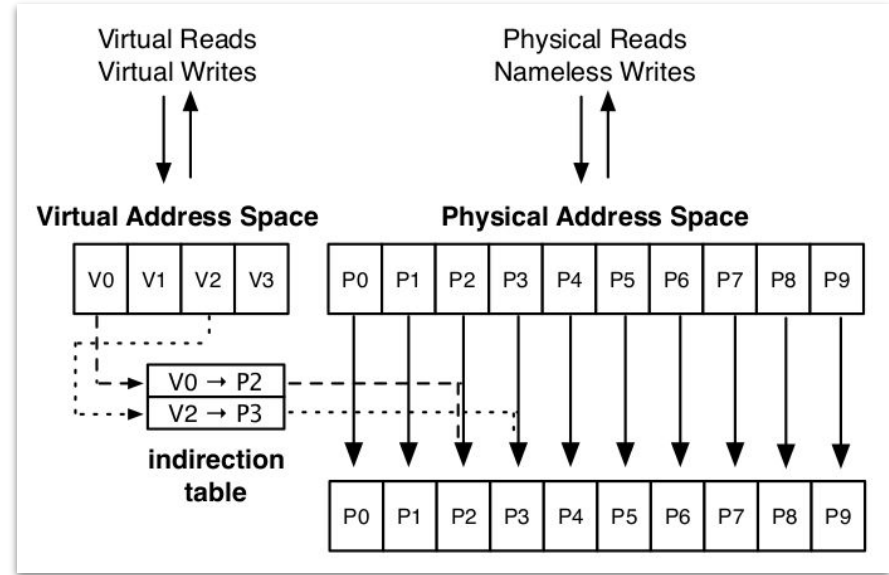 Virtual Reads
Virtual Writes
Physical Reads
Nameless Writes
Virtual Address Space
Physical Address Space
V0 V1 V2 V3
P0 P1 P2 P3 P4 P5 P6 P7 P8 P9
V0 → P2
V2 → P3
indirection
table
P0 P1 P2 P3 P4 P5 P6 P7 P8 P9